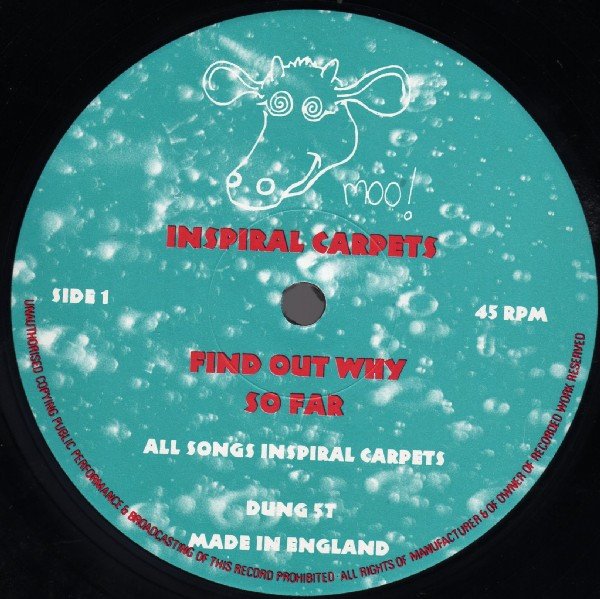 moo!
INSPIRAL CARPETS
SIDE 1
45 RPM
FIND OUT WHY
SO FAR
ALL SONGS INSPIRAL CARPETS
DUNG 5T
MADE IN ENGLAND
UNAUTHORISED COPYING PUBLIC PERFORMANCE & BROADCASTING OF THIS RECORD PROHIBITED · ALL RIGHTS OF MANUFACTURER & OF OWNER OF RECORDED WORK RESERVED